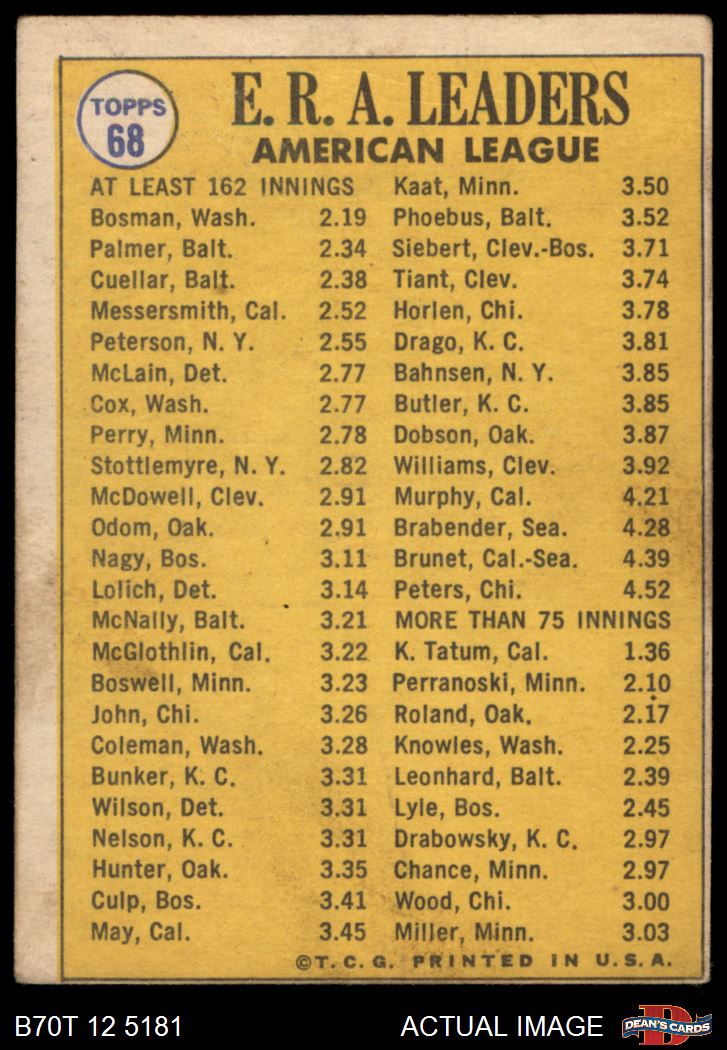 TOPPS
68
E. R. A. LEADERS
AMERICAN LEAGUE
AT LEAST 162 INNINGS
Bosman, Wash. 2.19
Palmer, Balt. 2.34
Cuellar, Balt. 2.38
Messersmith, Cal. 2.52
Peterson, N. Y. 2.55
McLain, Det. 2.77
Cox, Wash. 2.77
Perry, Minn. 2.78
Stottlemyre, N. Y. 2.82
McDowell, Clev. 2.91
Odom, Oak. 2.91
Nagy, Bos. 3.11
Lolich, Det. 3.14
McNally, Balt. 3.21
McGlothlin, Cal. 3.22
Boswell, Minn. 3.23
John, Chi. 3.26
Coleman, Wash. 3.28
Bunker, K. C. 3.31
Wilson, Det. 3.31
Nelson, K. C. 3.31
Hunter, Oak. 3.35
Culp, Bos. 3.41
May, Cal. 3.45
Kaat, Minn. 3.50
Phoebus, Balt. 3.52
Siebert, Clev.-Bos. 3.71
Tiant, Clev. 3.74
Horlen, Chi. 3.78
Drago, K. C. 3.81
Bahnsen, N. Y. 3.85
Butler, K. C. 3.85
Dobson, Oak. 3.87
Williams, Clev. 3.92
Murphy, Cal. 4.21
Brabender, Sea. 4.28
Brunet, Cal.-Sea. 4.39
Peters, Chi. 4.52
MORE THAN 75 INNINGS
K. Tatum, Cal. 1.36
Perranoski, Minn. 2.10
Roland, Oak. 2.17
Knowles, Wash. 2.25
Leonhard, Balt. 2.39
Lyle, Bos. 2.45
Drabowsky, K. C. 2.97
Chance, Minn. 2.97
Wood, Chi. 3.00
Miller, Minn. 3.03
©T. C. G. PRINTED IN U. S. A.
B70T 12 5181
ACTUAL IMAGE
D
DEAN'S CARDS